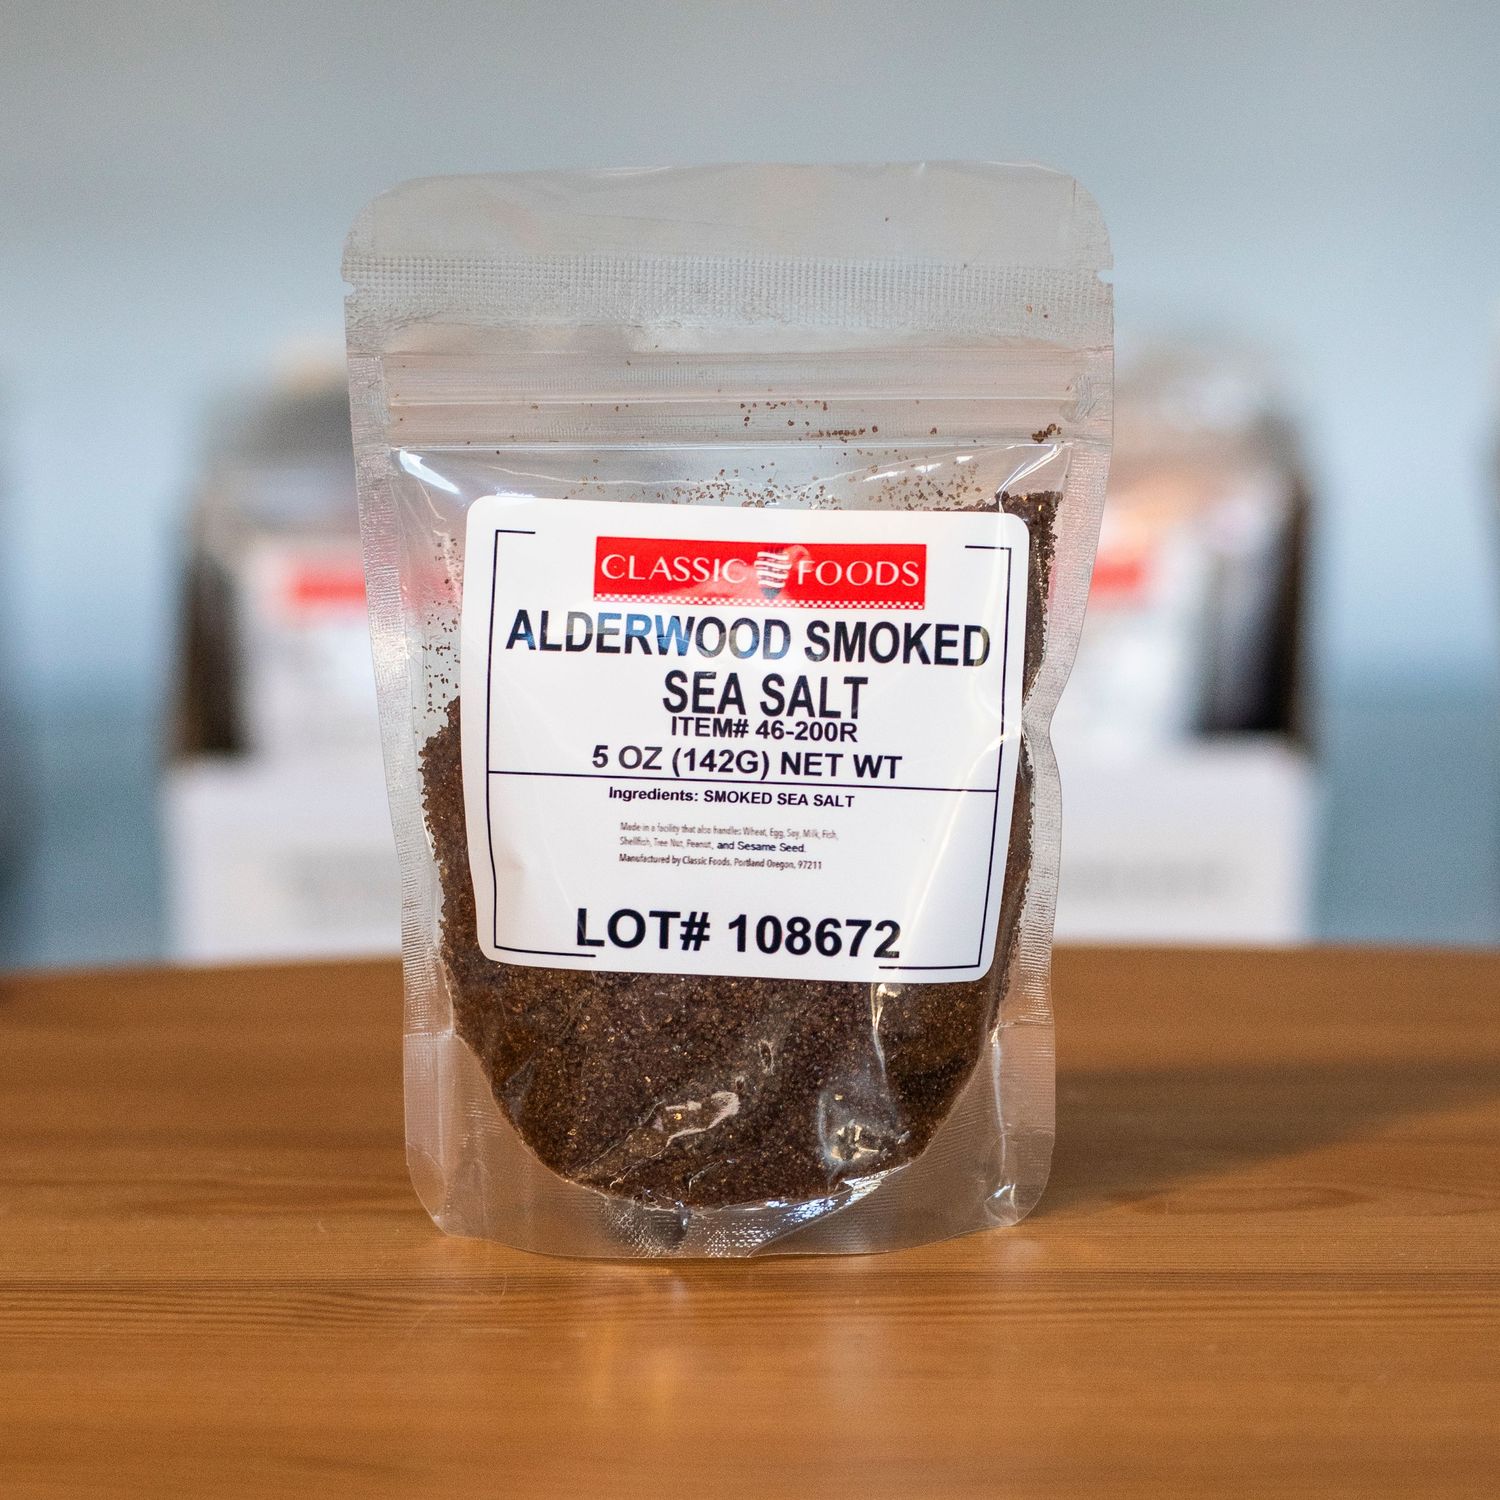 CLASSIC FOODS
ALDERWOOD SMOKED
SEA SALT
ITEM# 46-200R
5 OZ (142G) NET WT
Ingredients: SMOKED SEA SALT
Made in a facility that also handles Wheat, Egg, Soy, Milk, Fish,
Shellfish, Tree Nut, Peanut, and Sesame Seed.
Manufactured by Classic Foods, Portland Oregon, 97211
LOT# 108672